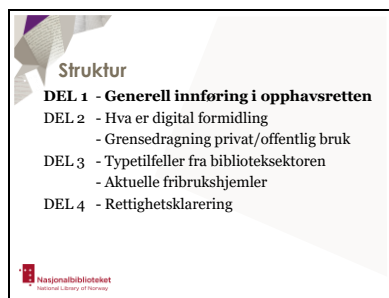 Struktur
DEL 1 - Generell innføring i opphavsretten
DEL 2 - Hva er digital formidling
- Grensedragning privat/offentlig bruk
DEL 3 - Typetilfeller fra biblioteksektoren
- Aktuelle fribrukshjemler
DEL 4 - Rettighetsklarering
Nasjonalbiblioteket
National Library of Norway